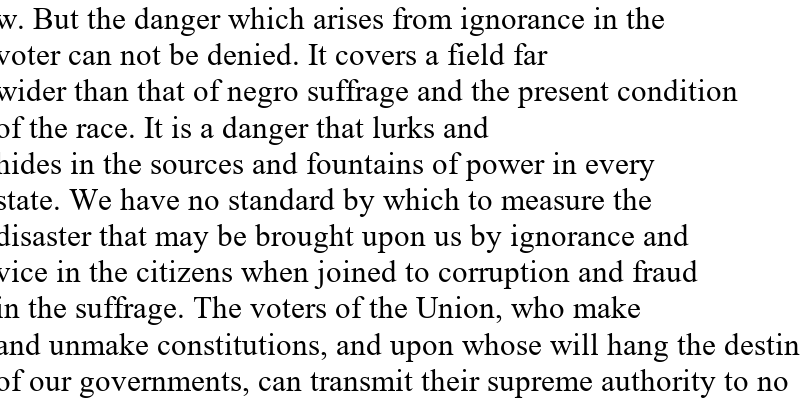 w. But the danger which arises from ignorance in the
voter can not be denied. It covers a field far
wider than that of negro suffrage and the present condition
of the race. It is a danger that lurks and
hides in the sources and fountains of power in every
state. We have no standard by which to measure the
disaster that may be brought upon us by ignorance and
vice in the citizens when joined to corruption and fraud
in the suffrage. The voters of the Union, who make
and unmake constitutions, and upon whose will hang the destin
of our governments, can transmit their supreme authority to no